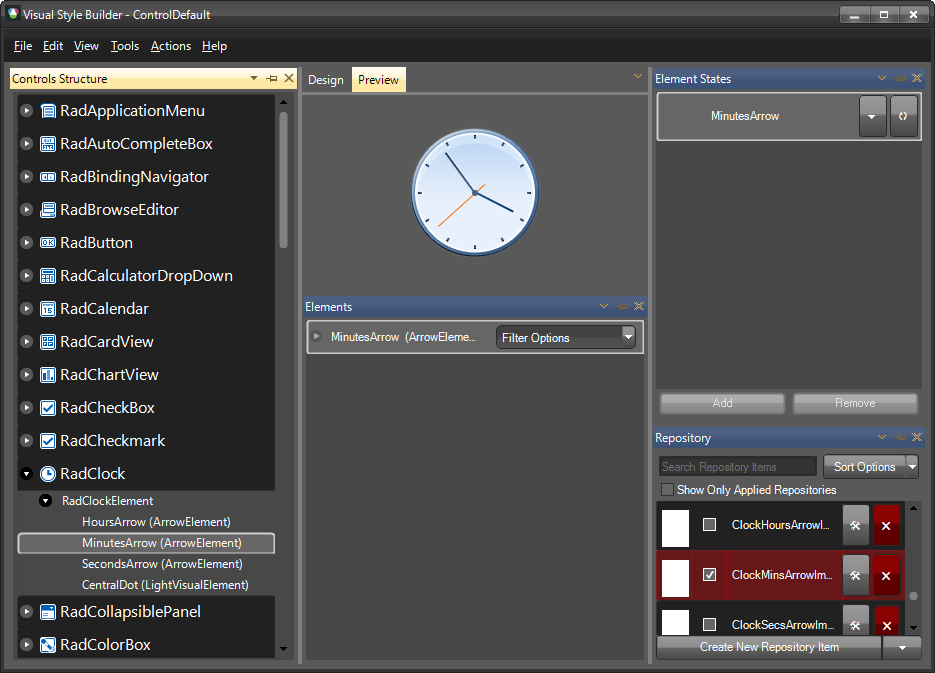 Visual Style Builder - ControlDefault
File Edit View Tools Actions Help
Controls Structure
RadApplicationMenu
RadAutoCompleteBox
RadBindingNavigator
RadBrowseEditor
RadButton
RadCalculatorDropDown
RadCalendar
RadCardView
RadChartView
RadCheckBox
RadCheckmark
RadClock
RadClockElement
HoursArrow (ArrowElement)
MinutesArrow (ArrowElement)
SecondsArrow (ArrowElement)
CentralDot (LightVisualElement)
RadCollapsiblePanel
RadColorBox
Design Preview
Elements
MinutesArrow (ArrowEleme...
Filter Options
Element States
MinutesArrow
Add Remove
Repository
Search Repository Items
Sort Options
Show Only Applied Repositories
ClockHoursArrowI...
ClockMinsArrowIm...
ClockSecsArrowIm...
Create New Repository Item